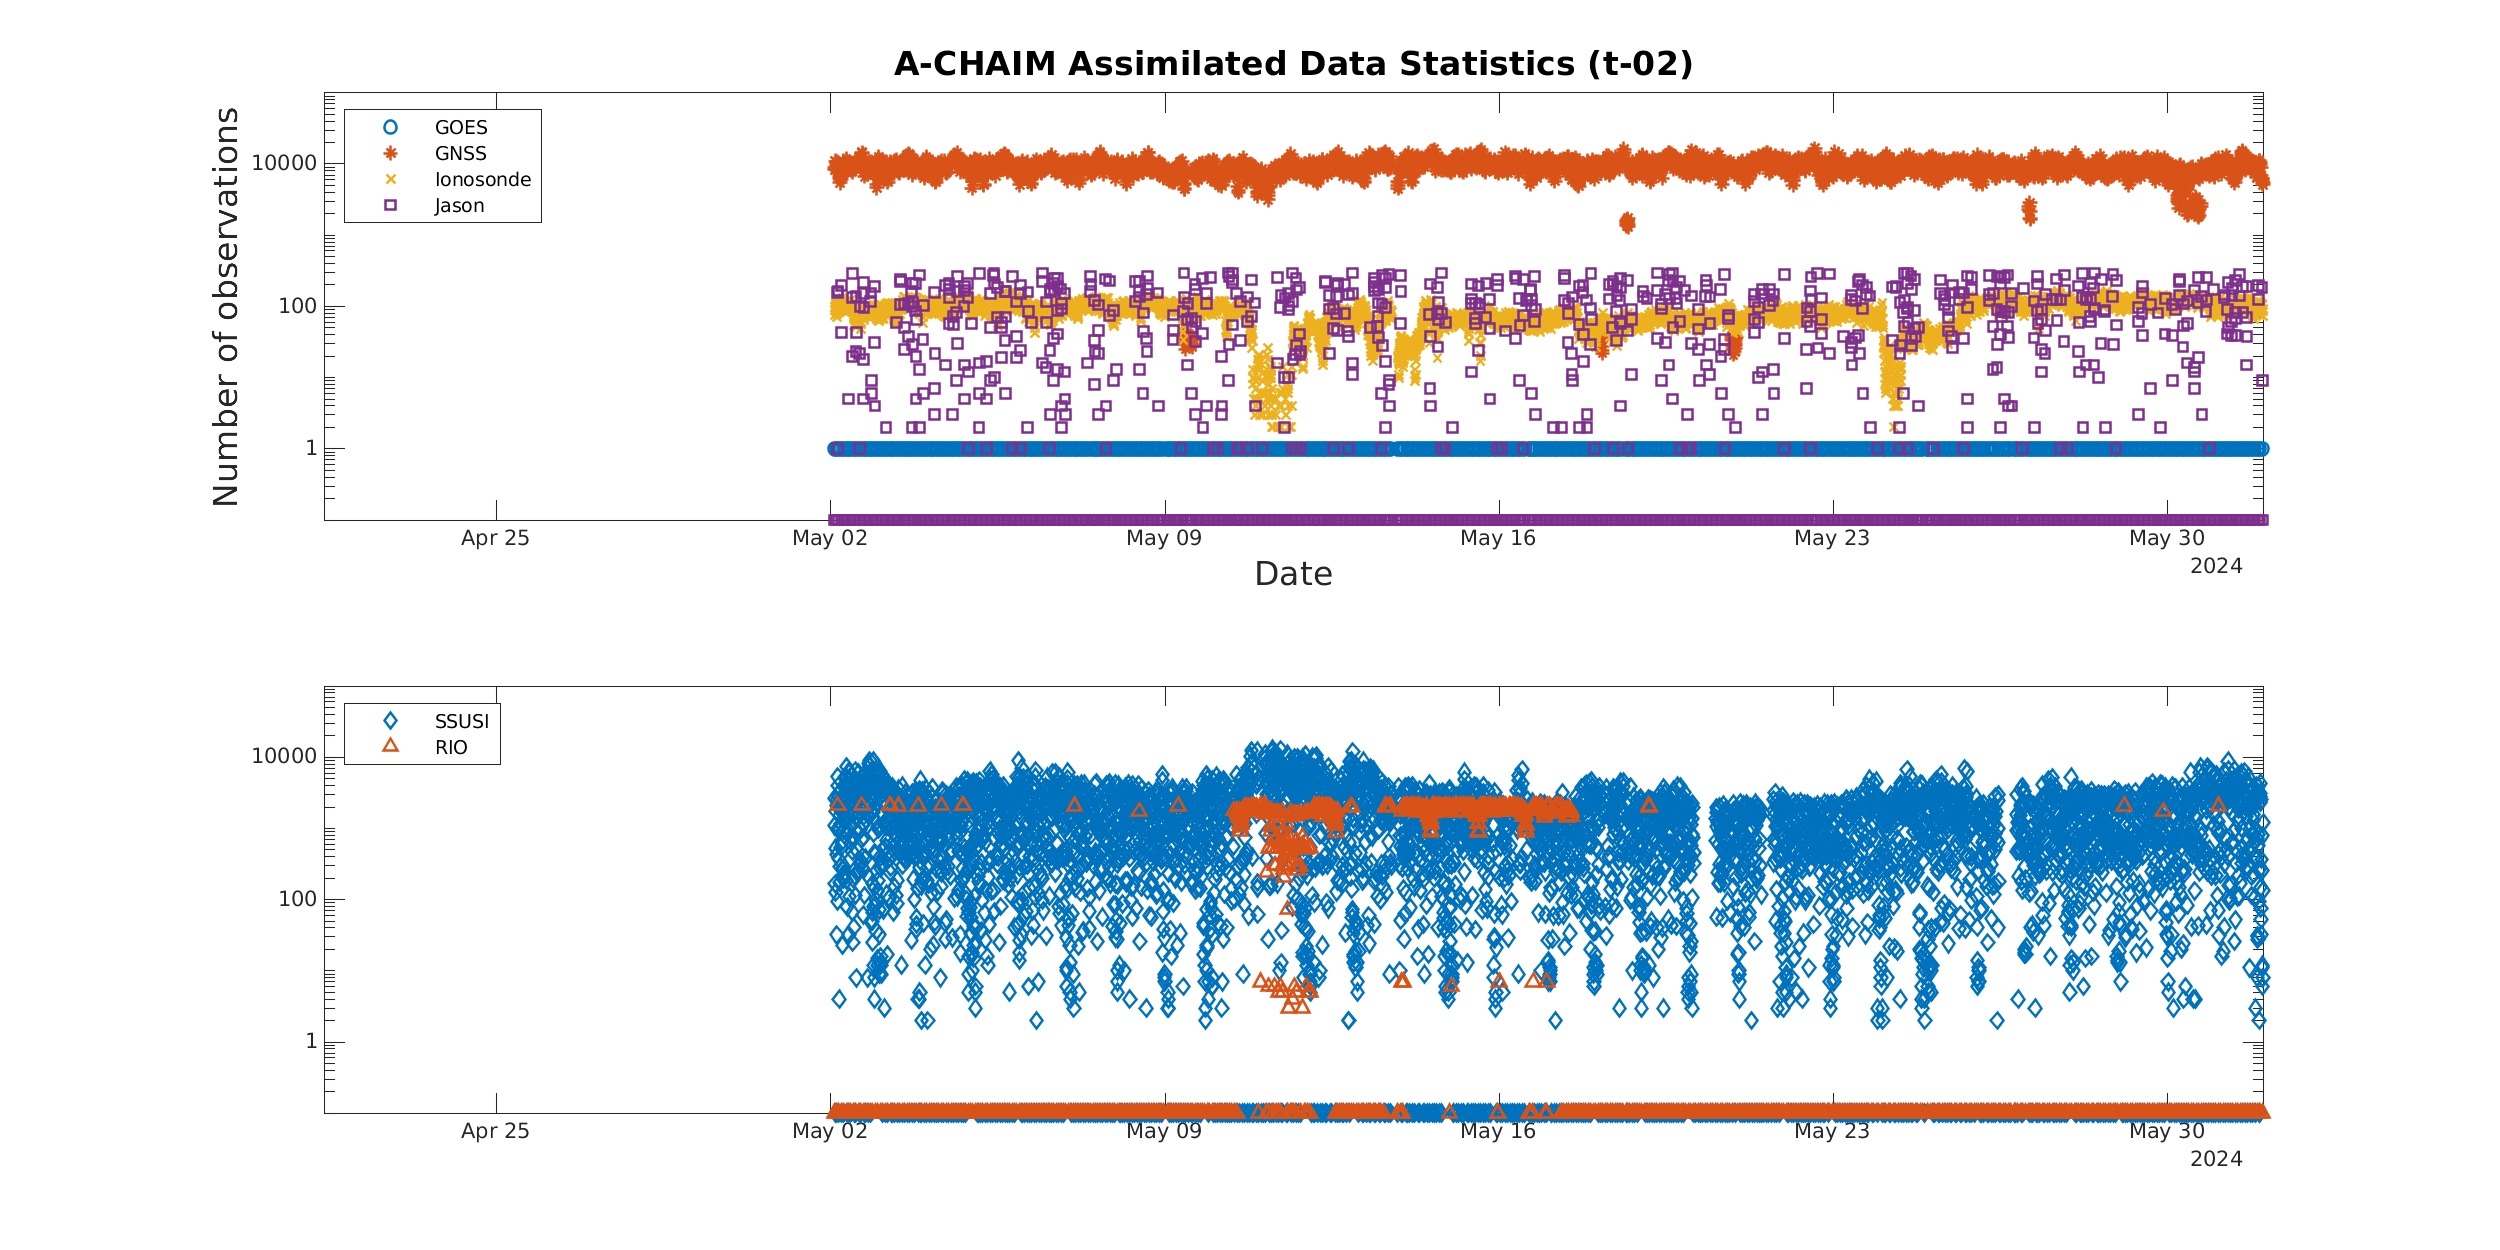 A-CHAIM Assimilated Data Statistics (t-02)
Number of observations
10000
100
1
GOES
GNSS
Ionosonde
Jason
Apr 25
May 02
May 09
May 16
May 23
May 30
2024
Date
10000
100
1
SSUSI
RIO
Apr 25
May 02
May 09
May 16
May 23
May 30
2024